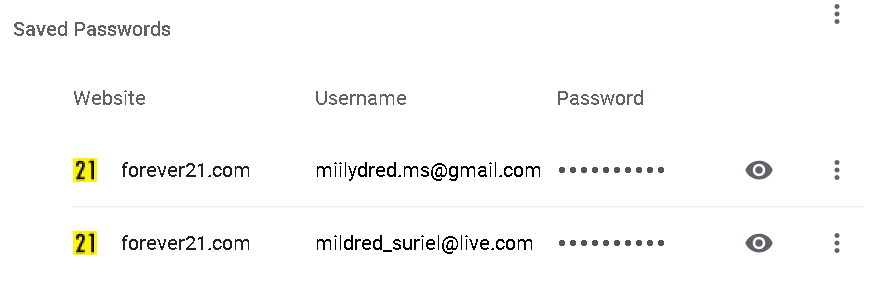 Saved Passwords
Website Username Password
21 forever21.com miilydred.ms@gmail.com ••••••••••
21 forever21.com mildred_suriel@live.com ••••••••••